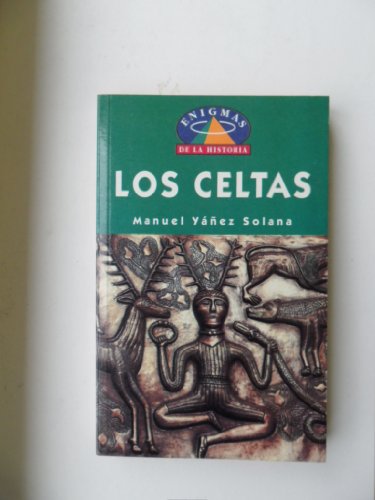 ENIGMAS
DE LA HISTORIA
LOS CELTAS
Manuel Yáñez Solana